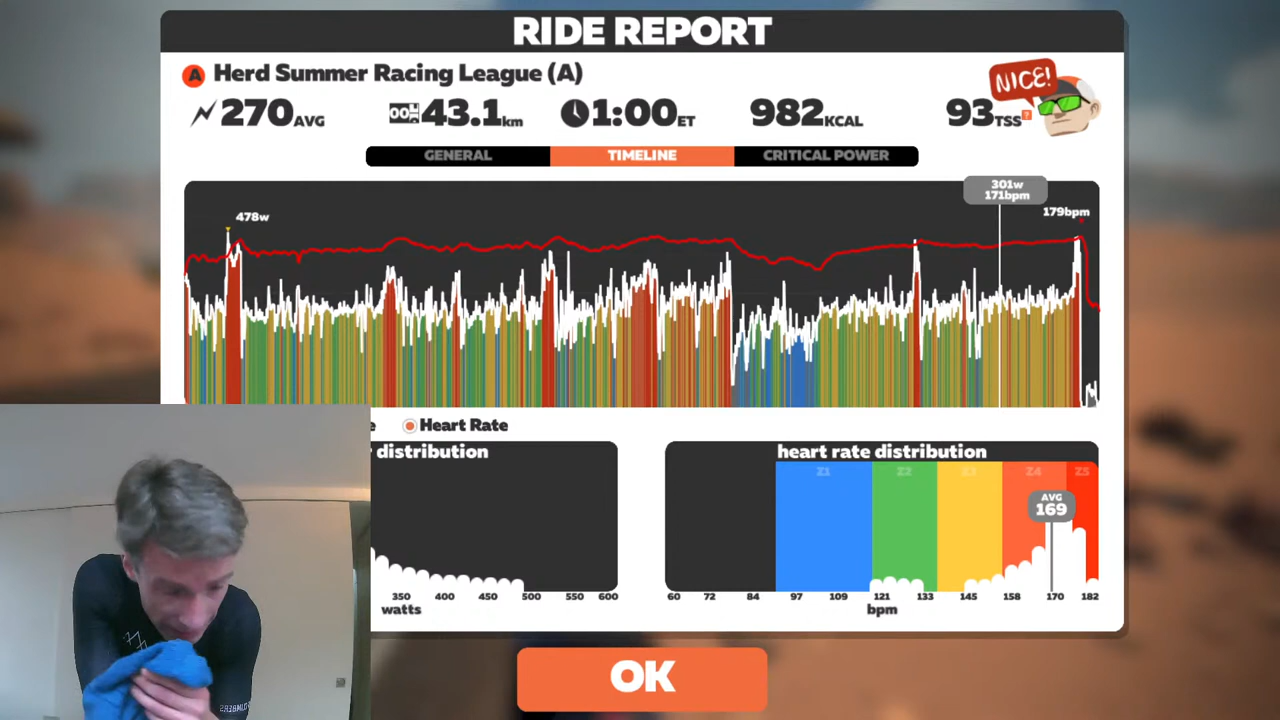 RIDE REPORT
A Herd Summer Racing League (A)
NICE!
270AVG 43.1km 1:00ET 982KCAL 93TSS ?
GENERAL TIMELINE CRITICAL POWER
301w
171bpm
478w 179bpm
e Heart Rate
distribution
heart rate distribution
Z1 Z2 Z3 Z4 Z5
AVG
169
350 400 450 500 550 600
watts
60 72 84 97 109 121 133 145 158 170 182
bpm
OK